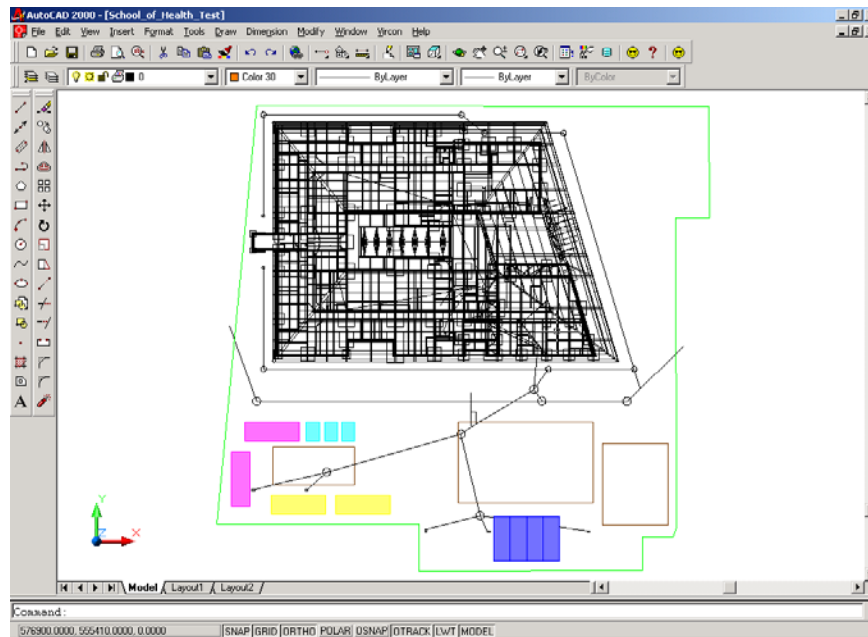 AutoCAD 2000 - [School_of_Health_Test]
File Edit View Insert Format Tools Draw Dimension Modify Window Vircon Help
0 Color 30 ByLayer ByLayer ByColor
A
Y
Z X
Model Layout1 Layout2
Command:
576900.0000, 555410.0000, 0.0000 SNAP GRID ORTHO POLAR OSNAP OTRACK LWT MODEL